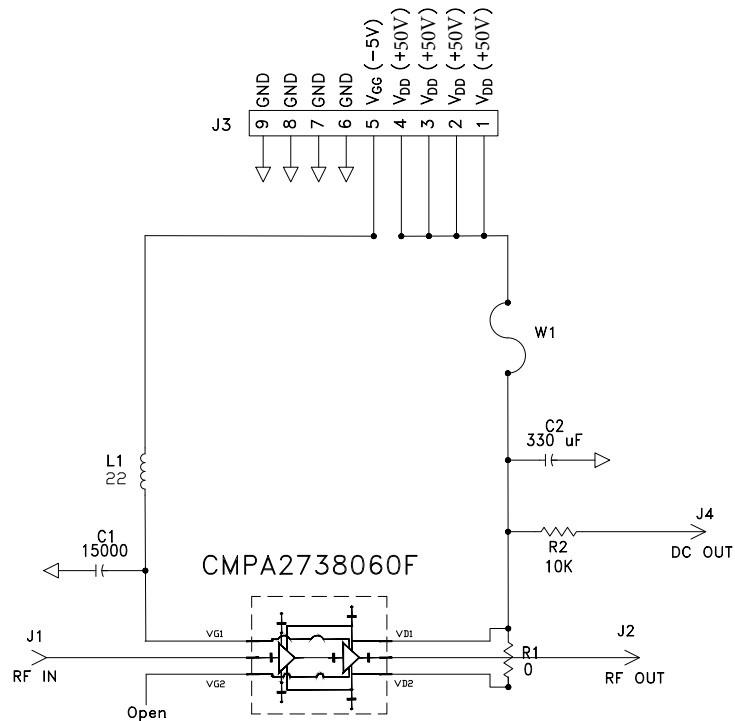 VGG (-5V)
VDD (+50V)
VDD (+50V)
VDD (+50V)
VDD (+50V)
GND
GND
GND
GND
J3
9 8 7 6 5 4 3 2 1
W1
C2
330 uF
L1
22
J4
C1
15000
R2
10K
DC OUT
CMPA2738060F
J1
VG1
VD1
J2
RF IN
R1
0
RF OUT
VG2
VD2
Open